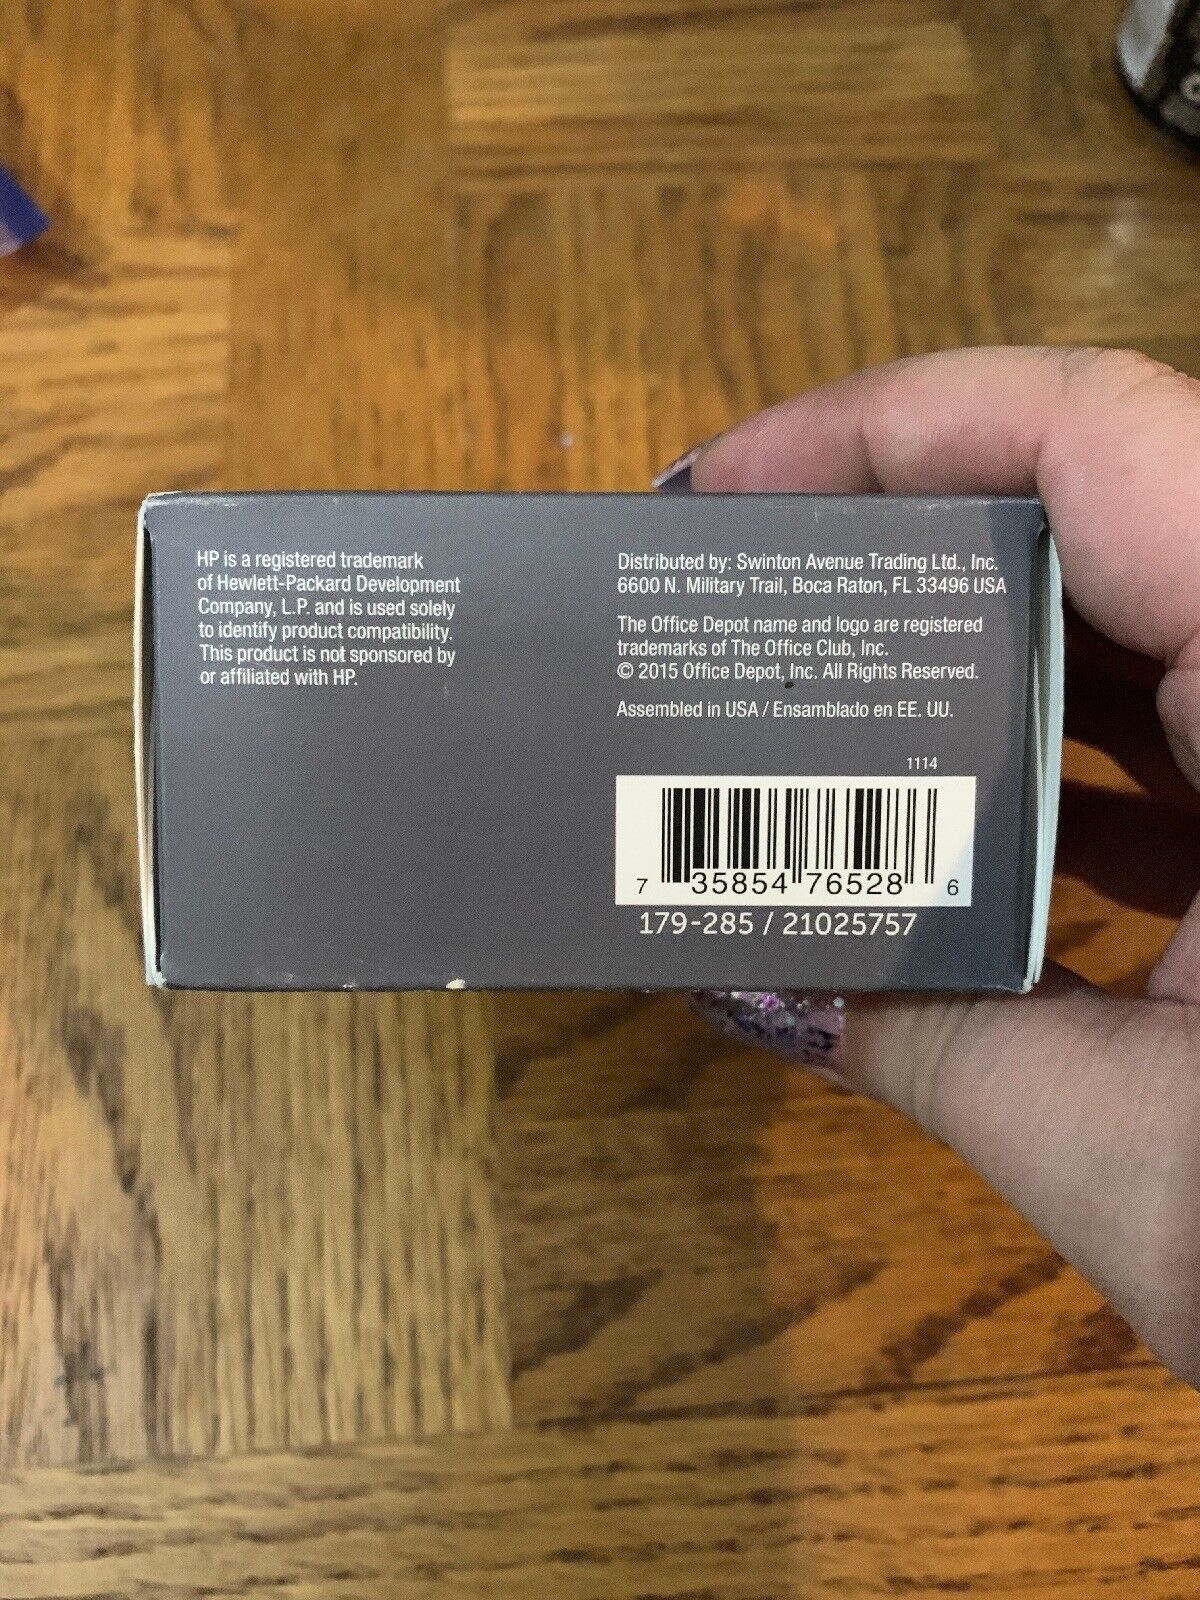 HP is a registered trademark
of Hewlett-Packard Development
Company, L.P. and is used solely
to identify product compatibility.
This product is not sponsored by
or affiliated with HP.
Distributed by: Swinton Avenue Trading Ltd., Inc.
6600 N. Military Trail, Boca Raton, FL 33496 USA
The Office Depot name and logo are registered
trademarks of The Office Club, Inc.
© 2015 Office Depot, Inc. All Rights Reserved.
Assembled in USA / Ensamblado en EE. UU.
1114
7 35854 76528 6
179-285 / 21025757